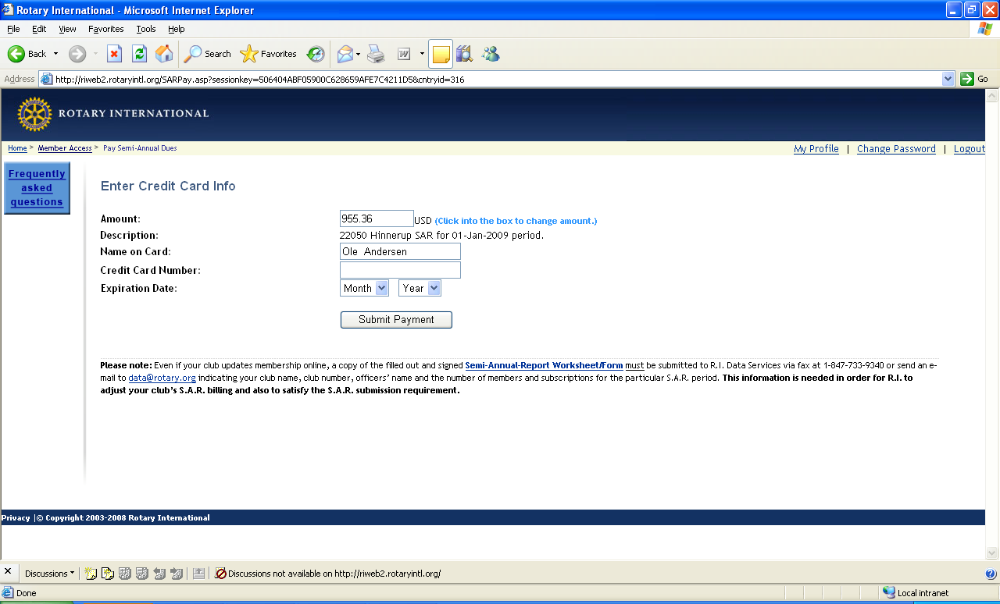 Rotary International - Microsoft Internet Explorer
File Edit View Favorites Tools Help
Back Search Favorites W
Address http://riweb2.rotaryintl.org/SARPay.asp?sessionkey=506404ABF05900C628659AFE7C4211D5&entryid=316 Go
ROTARY INTERNATIONAL
Home > Member Access > Pay Semi-Annual Dues My Profile | Change Password | Logout
Frequently
asked
questions
Enter Credit Card Info
Amount: 955.36 USD (Click into the box to change amount.)
Description: 22050 Hinnerup SAR for 01-Jan-2009 period.
Name on Card: Ole Andersen
Credit Card Number:
Expiration Date: Month Year
Submit Payment
Please note: Even if your club updates membership online, a copy of the filled out and signed Semi-Annual-Report Worksheet/Form must be submitted to R.I. Data Services via fax at 1-847-733-9340 or send an e-
mail to data@rotary.org indicating your club name, club number, officers' name and the number of members and subscriptions for the particular S.A.R. period. This information is needed in order for R.I. to
adjust your club's S.A.R. billing and also to satisfy the S.A.R. submission requirement.
Privacy |© Copyright 2003-2008 Rotary International
Discussions Discussions not available on http://riweb2.rotaryintl.org/
Done Local intranet